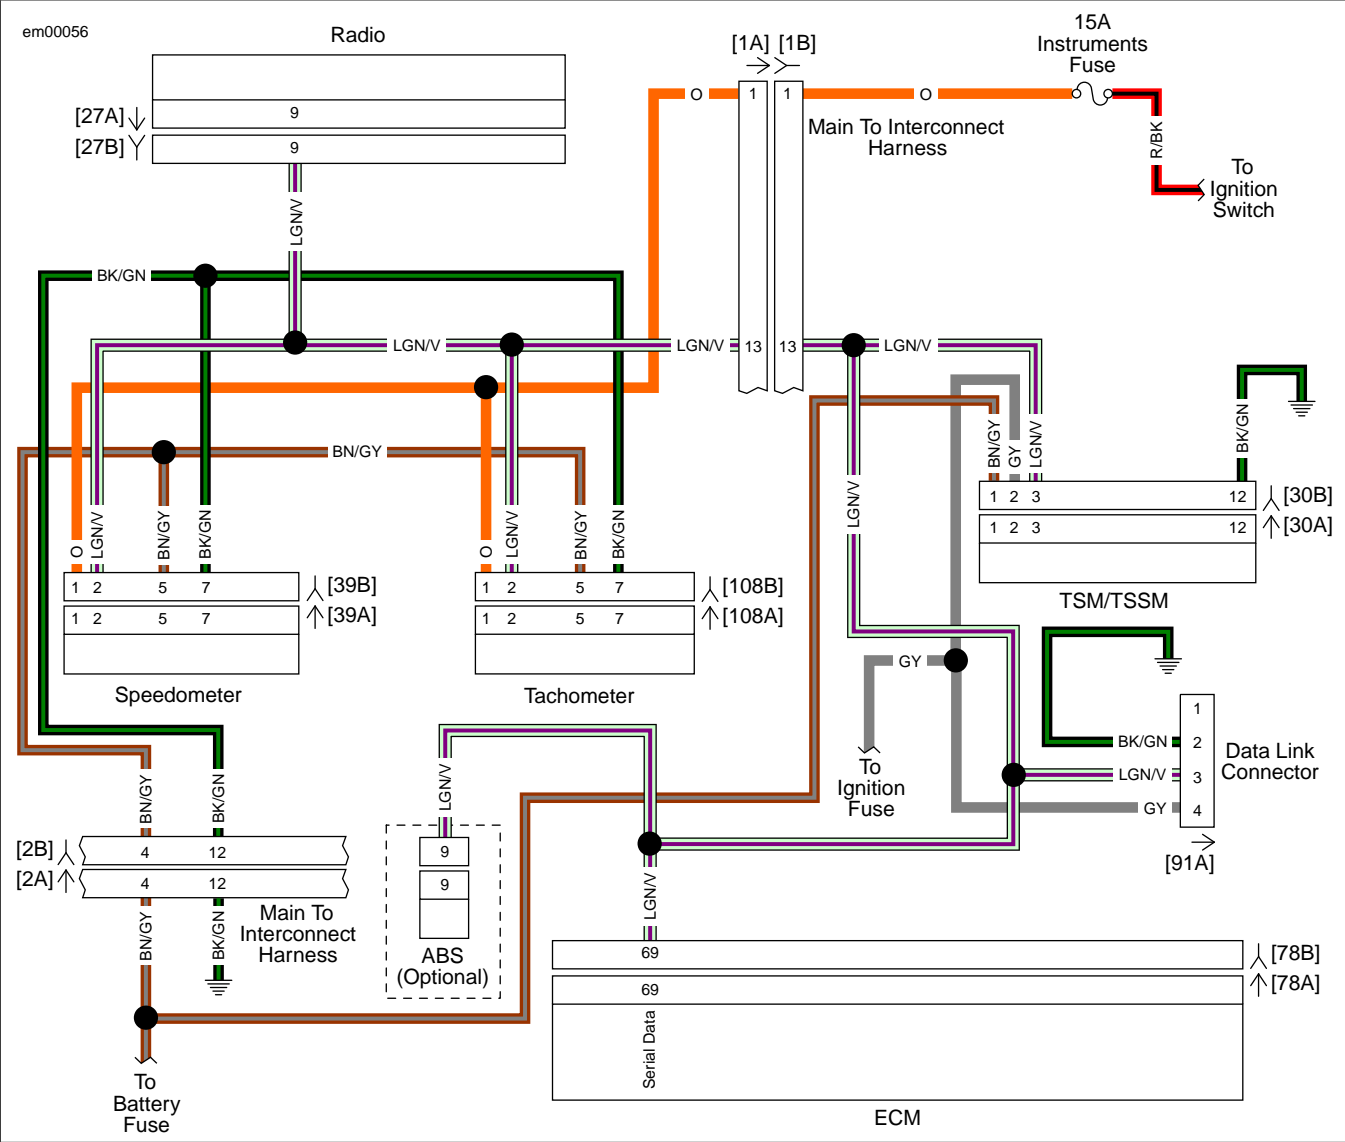 em00056
Radio
[27A]
9
[27B]
9
LGN/V
[1A]
[1B]
1
1
O
O
15A
Instruments
Fuse
Main To Interconnect
Harness
R/BK
To
Ignition
Switch
BK/GN
LGN/V
LGN/V
13
13
LGN/V
BN/GY
O
LGN/V
BN/GY
BK/GN
O
LGN/V
BN/GY
BK/GN
LGN/V
BN/GY
GY
LGN/V
BK/GN
1 2 3 12
[30B]
1 2 3 12
[30A]
TSM/TSSM
1 2 5 7
[39B]
1 2 5 7
[39A]
Speedometer
1 2 5 7
[108B]
1 2 5 7
[108A]
Tachometer
GY
To
Ignition
Fuse
BK/GN
LGN/V
GY
1
2
3
4
Data Link
Connector
[91A]
BN/GY
BK/GN
[2B]
4
12
[2A]
4
12
BN/GY
BK/GN
Main To
Interconnect
Harness
To
Battery
Fuse
LGN/V
9
9
ABS
(Optional)
LGN/V
69
[78B]
69
[78A]
Serial Data
ECM